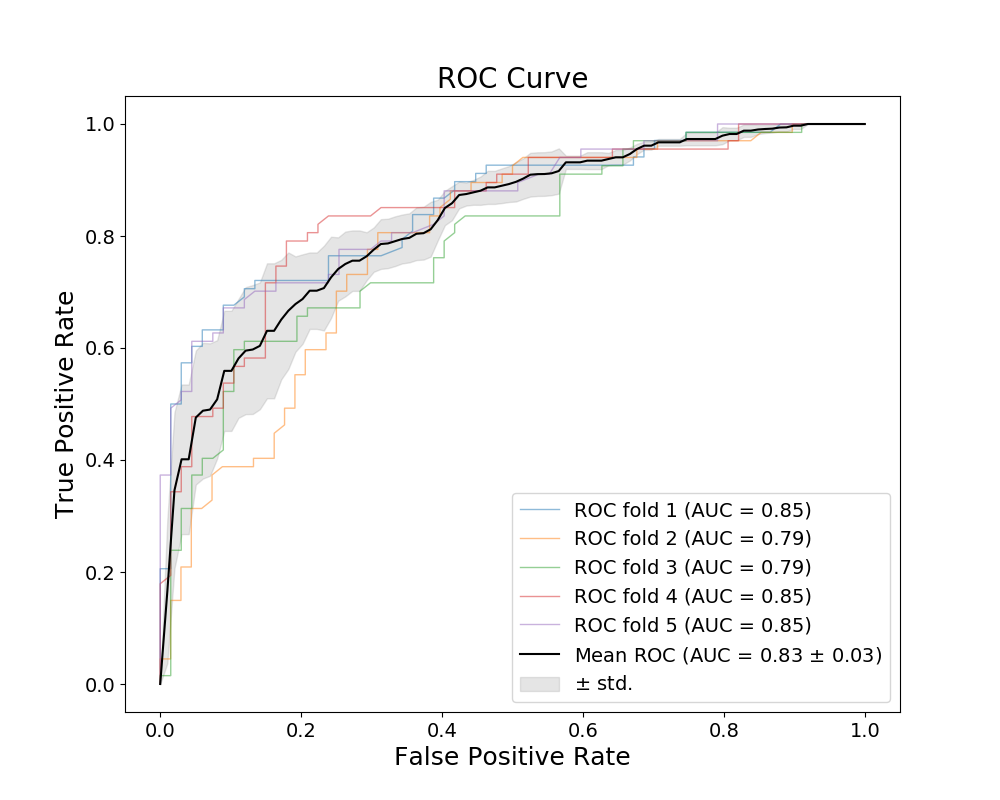 ROC Curve
1.0
0.8
0.6
0.4
0.2
0.0
True Positive Rate
ROC fold 1 (AUC = 0.85)
ROC fold 2 (AUC = 0.79)
ROC fold 3 (AUC = 0.79)
ROC fold 4 (AUC = 0.85)
ROC fold 5 (AUC = 0.85)
Mean ROC (AUC = 0.83 ± 0.03)
± std.
0.0 0.2 0.4 0.6 0.8 1.0
False Positive Rate